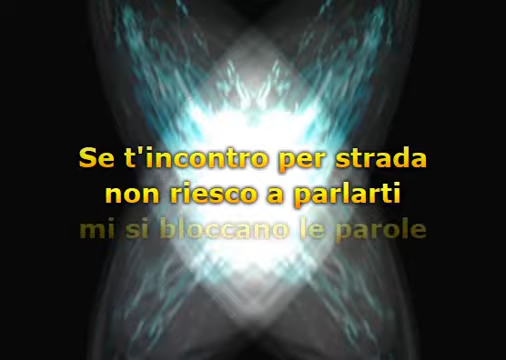 Se t'incontro per strada
non riesco a parlarti
mi si bloccano le parole